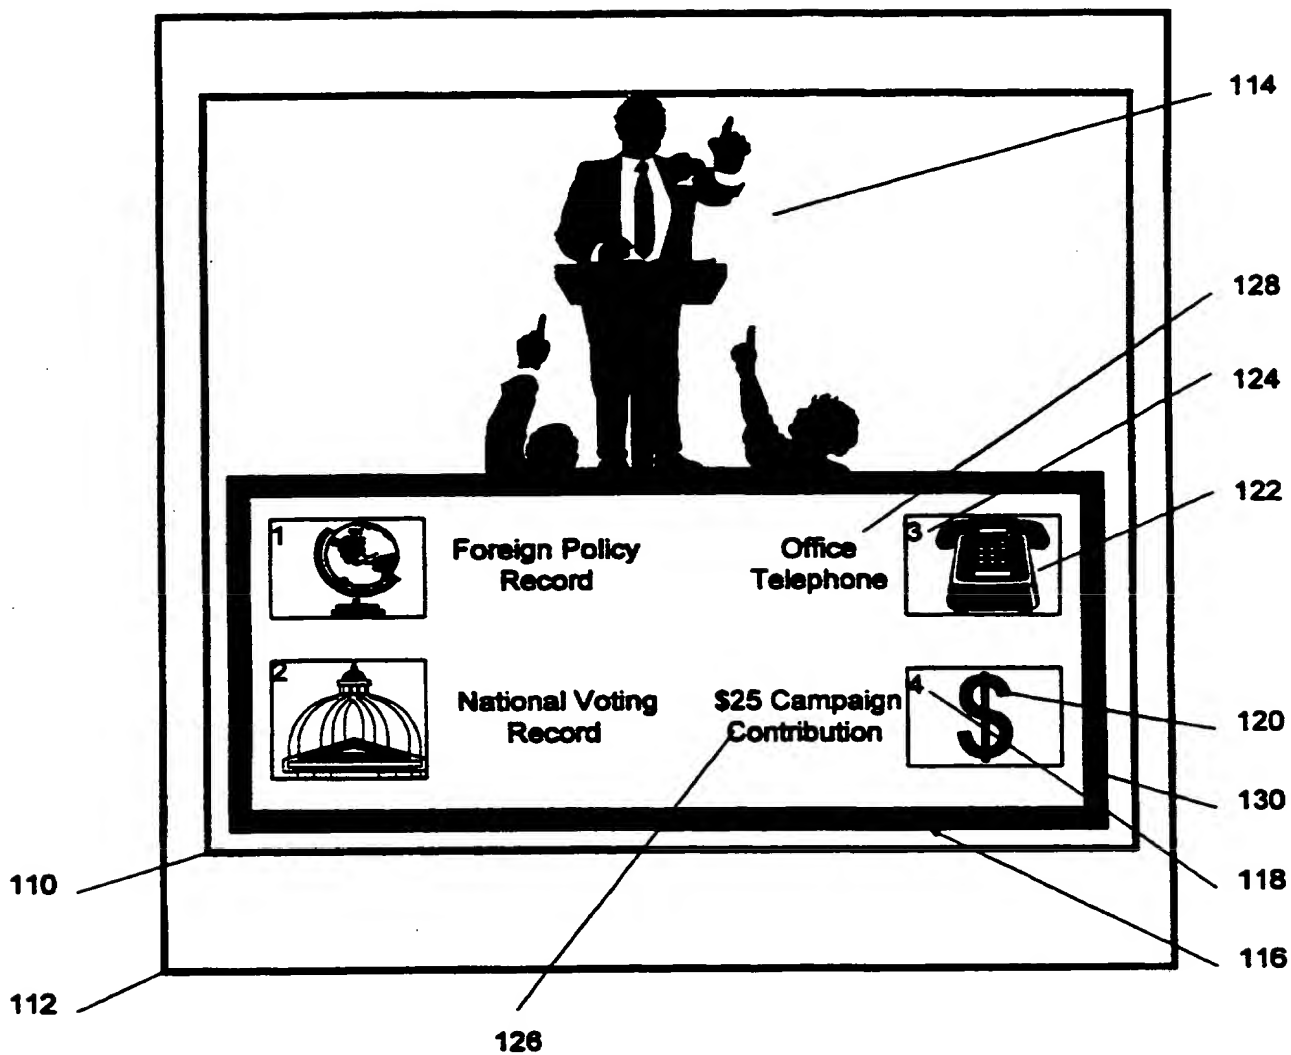 114
128
124
122
1
Foreign Policy
Record
Office
Telephone
3
2
National Voting
Record
$25 Campaign
Contribution
4
120
130
110
118
116
112
126